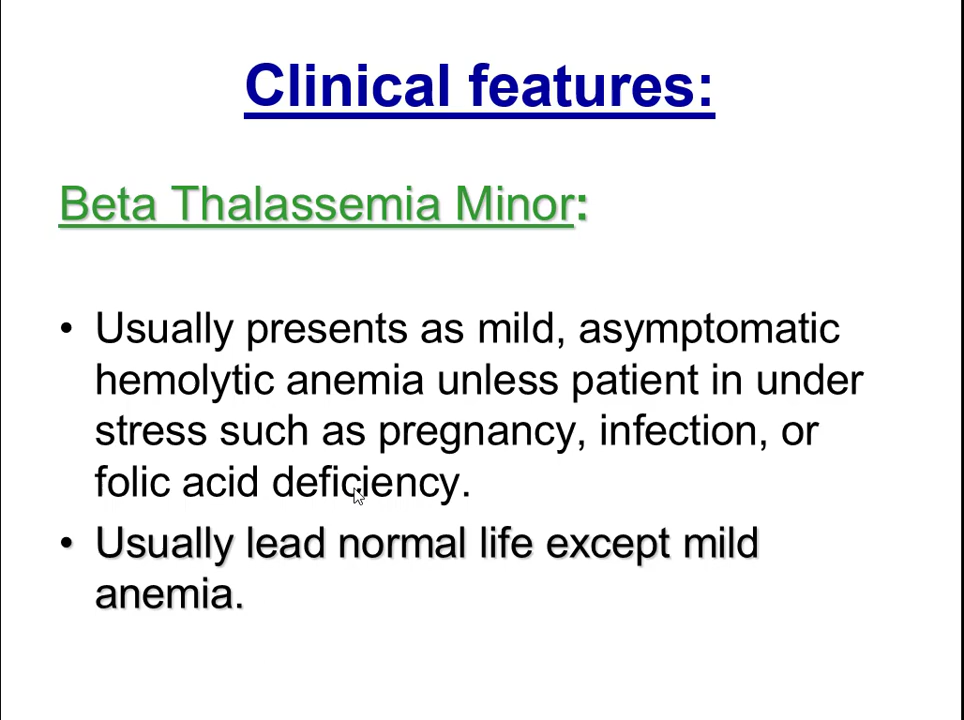 Clinical features:
Beta Thalassemia Minor:
• Usually presents as mild, asymptomatic
hemolytic anemia unless patient in under
stress such as pregnancy, infection, or
folic acid deficiency.
• Usually lead normal life except mild
anemia.